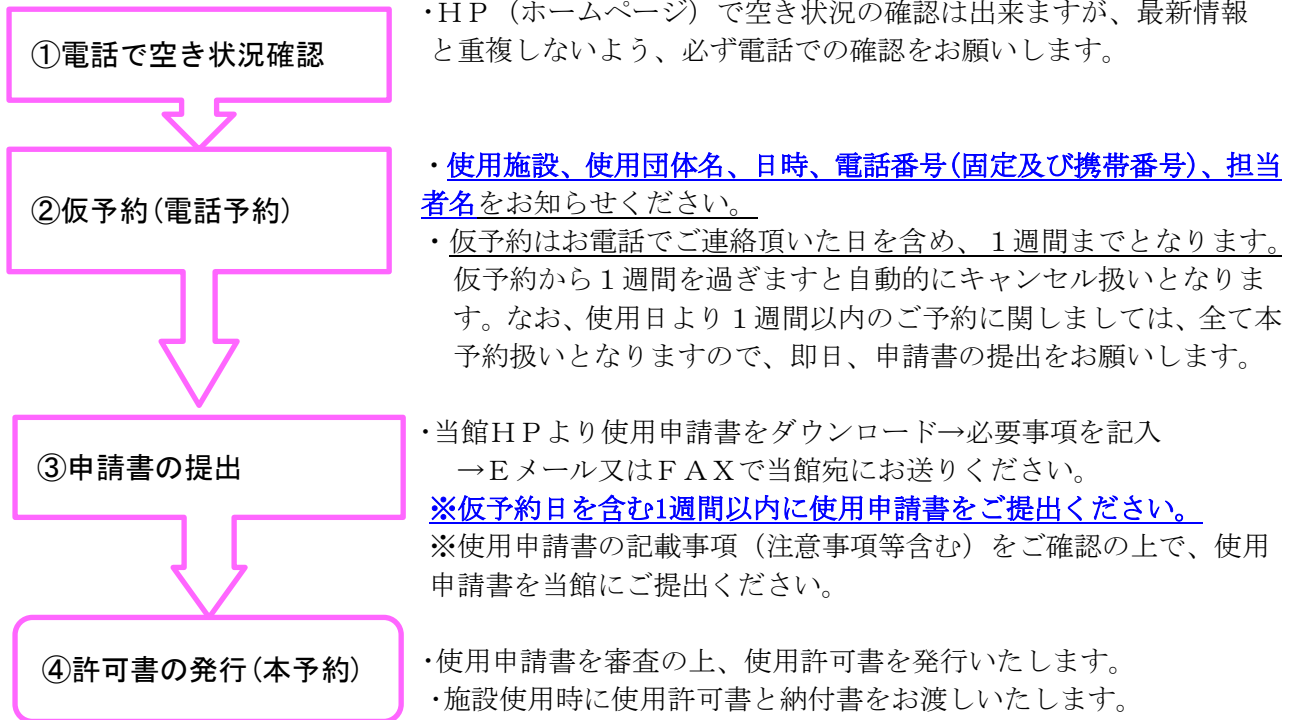 ・ＨＰ（ホームページ）で空き状況の確認は出来ますが、最新情報
①電話で空き状況確認
と重複しないよう、必ず電話での確認をお願いします。
・使用施設、使用団体名、日時、電話番号(固定及び携帯番号)、担当
者名をお知らせください。
②仮予約(電話予約)
・仮予約はお電話でご連絡頂いた日を含め、１週間までとなります。
仮予約から１週間を過ぎますと自動的にキャンセル扱いとなりま
す。なお、使用日より１週間以内のご予約に関しましては、全て本
予約扱いとなりますので、即日、申請書の提出をお願いします。
・当館ＨＰより使用申請書をダウンロード→必要事項を記入
③申請書の提出
→Ｅメール又はＦＡＸで当館宛にお送りください。
※仮予約日を含む1週間以内に使用申請書をご提出ください。
※使用申請書の記載事項（注意事項等含む）をご確認の上で、使用
申請書を当館にご提出ください。
④許可書の発行(本予約)
・使用申請書を審査の上、使用許可書を発行いたします。
・施設使用時に使用許可書と納付書をお渡しいたします。